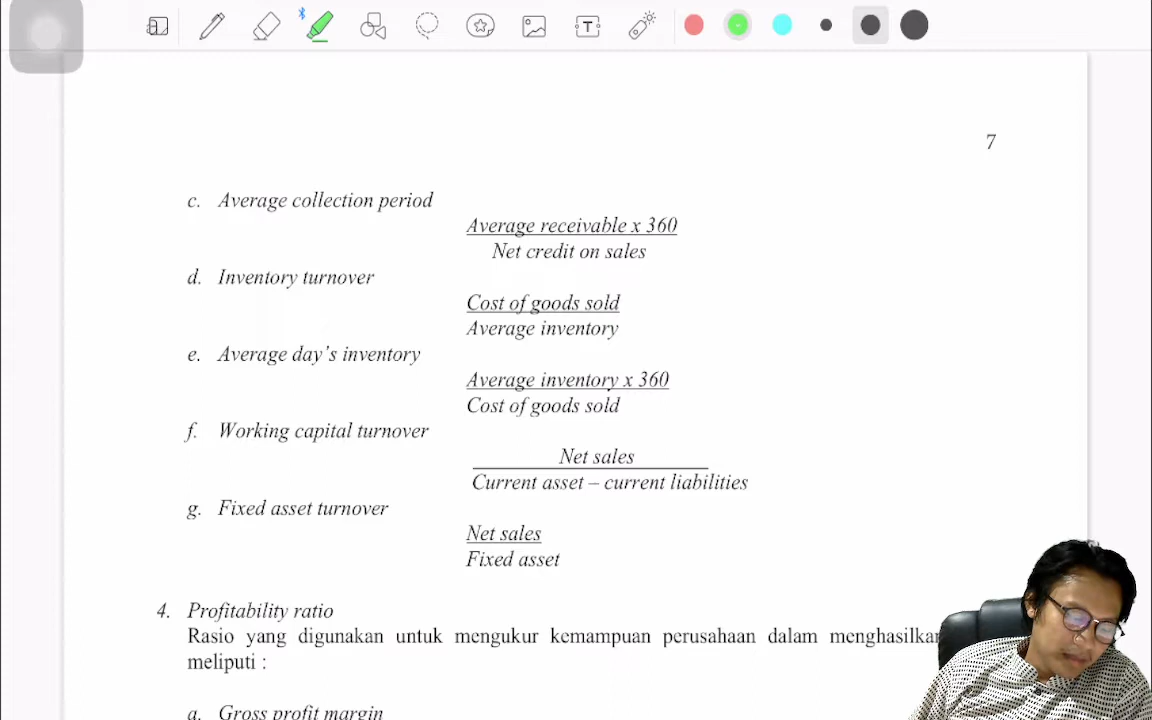 T
7
c. Average collection period
Average receivable x 360
Net credit on sales
d. Inventory turnover
Cost of goods sold
Average inventory
e. Average day's inventory
Average inventory x 360
Cost of goods sold
f. Working capital turnover
Net sales
Current asset – current liabilities
g. Fixed asset turnover
Net sales
Fixed asset
4. Profitability ratio
Rasio yang digunakan untuk mengukur kemampuan perusahaan dalam menghasilkan
meliputi :
a. Gross profit margin